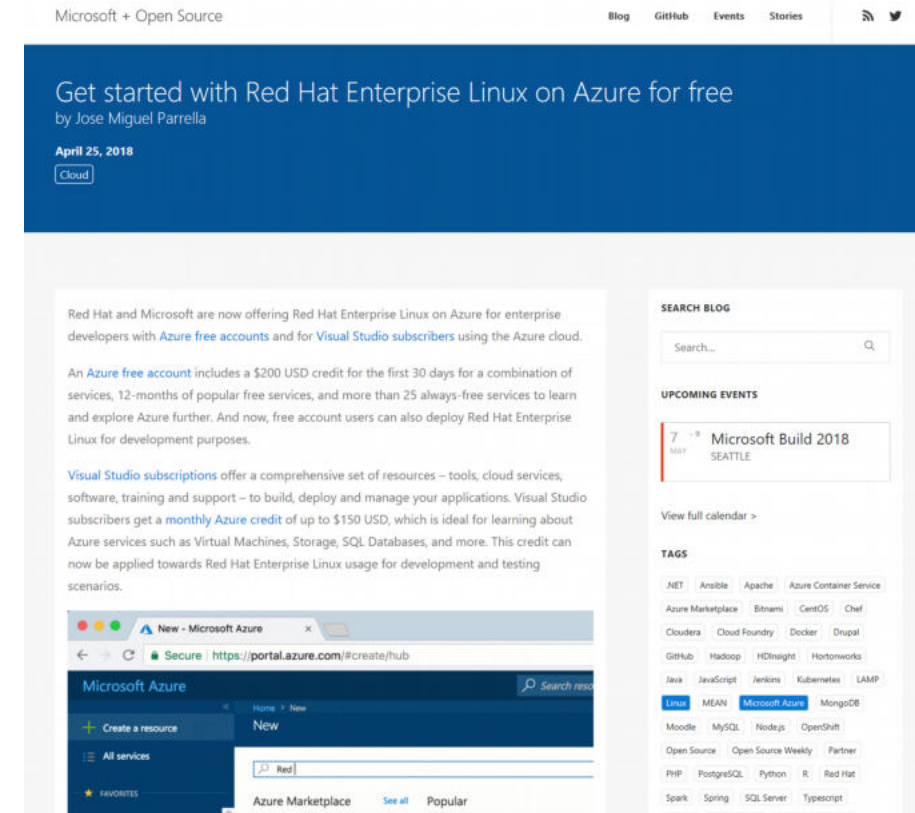 Microsoft + Open Source
Blog GitHub Events Stories
Get started with Red Hat Enterprise Linux on Azure for free
by Jose Miguel Parrella
April 25, 2018
Cloud
Red Hat and Microsoft are now offering Red Hat Enterprise Linux on Azure for enterprise
developers with Azure free accounts and for Visual Studio subscribers using the Azure cloud.
An Azure free account includes a $200 USD credit for the first 30 days for a combination of
services, 12-months of popular free services, and more than 25 always-free services to learn
and explore Azure further. And now, free account users can also deploy Red Hat Enterprise
Linux for development purposes.
Visual Studio subscriptions offer a comprehensive set of resources – tools, cloud services,
software, training and support – to build, deploy and manage your applications. Visual Studio
subscribers get a monthly Azure credit of up to $150 USD, which is ideal for learning about
Azure services such as Virtual Machines, Storage, SQL Databases, and more. This credit can
now be applied towards Red Hat Enterprise Linux usage for development and testing
scenarios.
New - Microsoft Azure
Secure https://portal.azure.com/#create/hub
Microsoft Azure
Search reso
Home > New
New
Create a resource
All services
FAVORITES
Red
Azure Marketplace See all Popular
SEARCH BLOG
Search...
UPCOMING EVENTS
7 - 9 Microsoft Build 2018
MAY SEATTLE
View full calendar >
TAGS
.NET Ansible Apache Azure Container Service
Azure Marketplace Bitnami CentOS Chef
Cloudera Cloud Foundry Docker Drupal
GitHub Hadoop HDInsight Hortonworks
Java JavaScript Jenkins Kubernetes LAMP
Linux MEAN Microsoft Azure MongoDB
Moodle MySQL Node.js OpenShift
Open Source Open Source Weekly Partner
PHP PostgreSQL Python R Red Hat
Spark Spring SQL Server Typescript